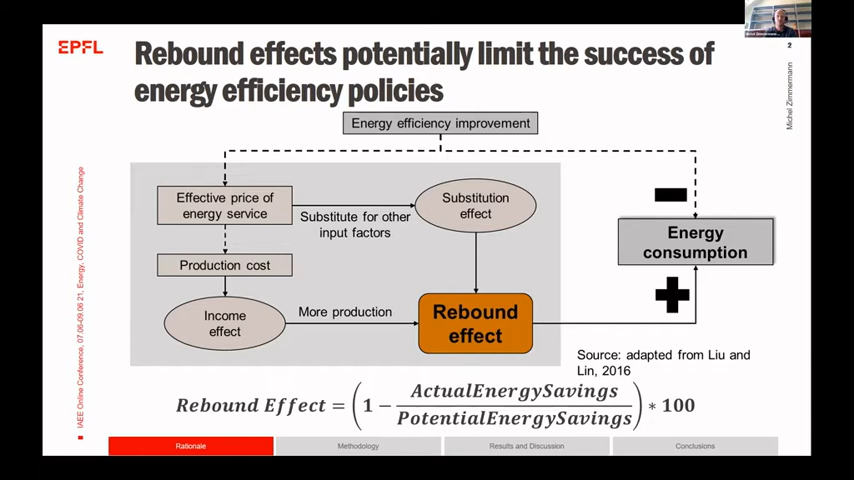 EPFL
Rebound effects potentially limit the success of
energy efficiency policies
2
Michel Zimmermann
IAEE Online Conference, 07.06-09.06 21, Energy, COVID and Climate Change
Energy efficiency improvement
Effective price of
energy service
Substitute for other
input factors
Substitution
effect
Energy
consumption
Production cost
Income
effect
More production
Rebound
effect
Source: adapted from Liu and
Lin, 2016
Rebound Effect = (1 − ActualEnergySavings / PotentialEnergySavings) * 100
Rationale
Methodology
Results and Discussion
Conclusions